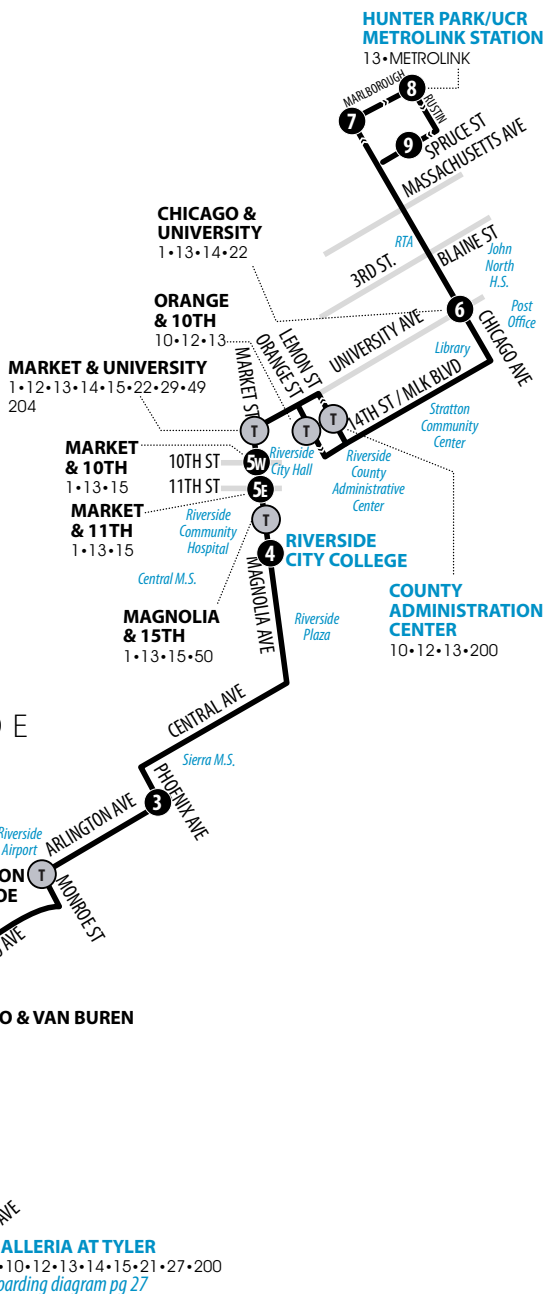 HUNTER PARK/UCR
METROLINK STATION
13•METROLINK
MARLBOROUGH
8
RUSTIN
7
9
SPRUCE ST
MASSACHUSETTS AVE
CHICAGO &
UNIVERSITY
1•13•14•22
RTA
BLAINE ST
John
North
H.S.
3RD ST.
ORANGE
& 10TH
10•12•13
6
Post
Office
CHICAGO AVE
UNIVERSITY AVE
Library
LEMON ST
ORANGE ST
MARKET ST
MARKET & UNIVERSITY
1•12•13•14•15•22•29•49
204
14TH ST / MLK BLVD
Stratton
Community
Center
T
T
T
MARKET
& 10TH
1•13•15
10TH ST
5W
Riverside
City Hall
Riverside
County
Administrative
Center
11TH ST
5E
MARKET
& 11TH
1•13•15
Riverside
Community
Hospital
T
4
RIVERSIDE
CITY COLLEGE
Central M.S.
MAGNOLIA AVE
COUNTY
ADMINISTRATION
CENTER
10•12•13•200
MAGNOLIA
& 15TH
1•13•15•50
Riverside
Plaza
CENTRAL AVE
E
Sierra M.S.
PHOENIX AVE
3
ARLINGTON AVE
Riverside
Airport
ON
DE
T
MONROE ST
AVE
O & VAN BUREN
AVE
ALLERIA AT TYLER
•10•12•13•14•15•21•27•200
oarding diagram pg 27